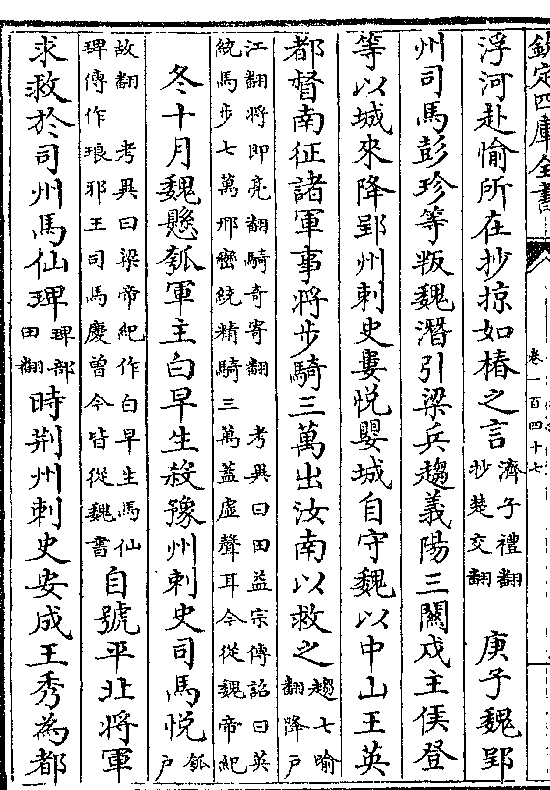 欽定四庫全書
卷一百四十七
浮河赴愉所在抄掠如椿之言濟子禮翻抄楚交翻 庚子魏郢
州司馬彭珍等叛魏潛引梁兵趨義陽三關戍主侯登
等以城來降郢州刺史婁悅嬰城自守魏以中山王英
都督南征諸軍事將步騎三萬出汝南以救之趨七喻翻降戶
江翻將即亮翻騎奇寄翻 考異曰田益宗傳詔曰英
統馬步七萬邢巒統精騎三萬蓋虛聲耳今從魏帝紀
冬十月魏懸瓠軍主白早生殺豫州刺史司馬悅瓠戶
故翻 考異曰梁帝紀作白早生馬仙琕傳作琅邪王司馬慶曾今皆從魏書自號平北將軍
求救於司州馬仙琕琕部田翻時荆州刺史安成王秀為都